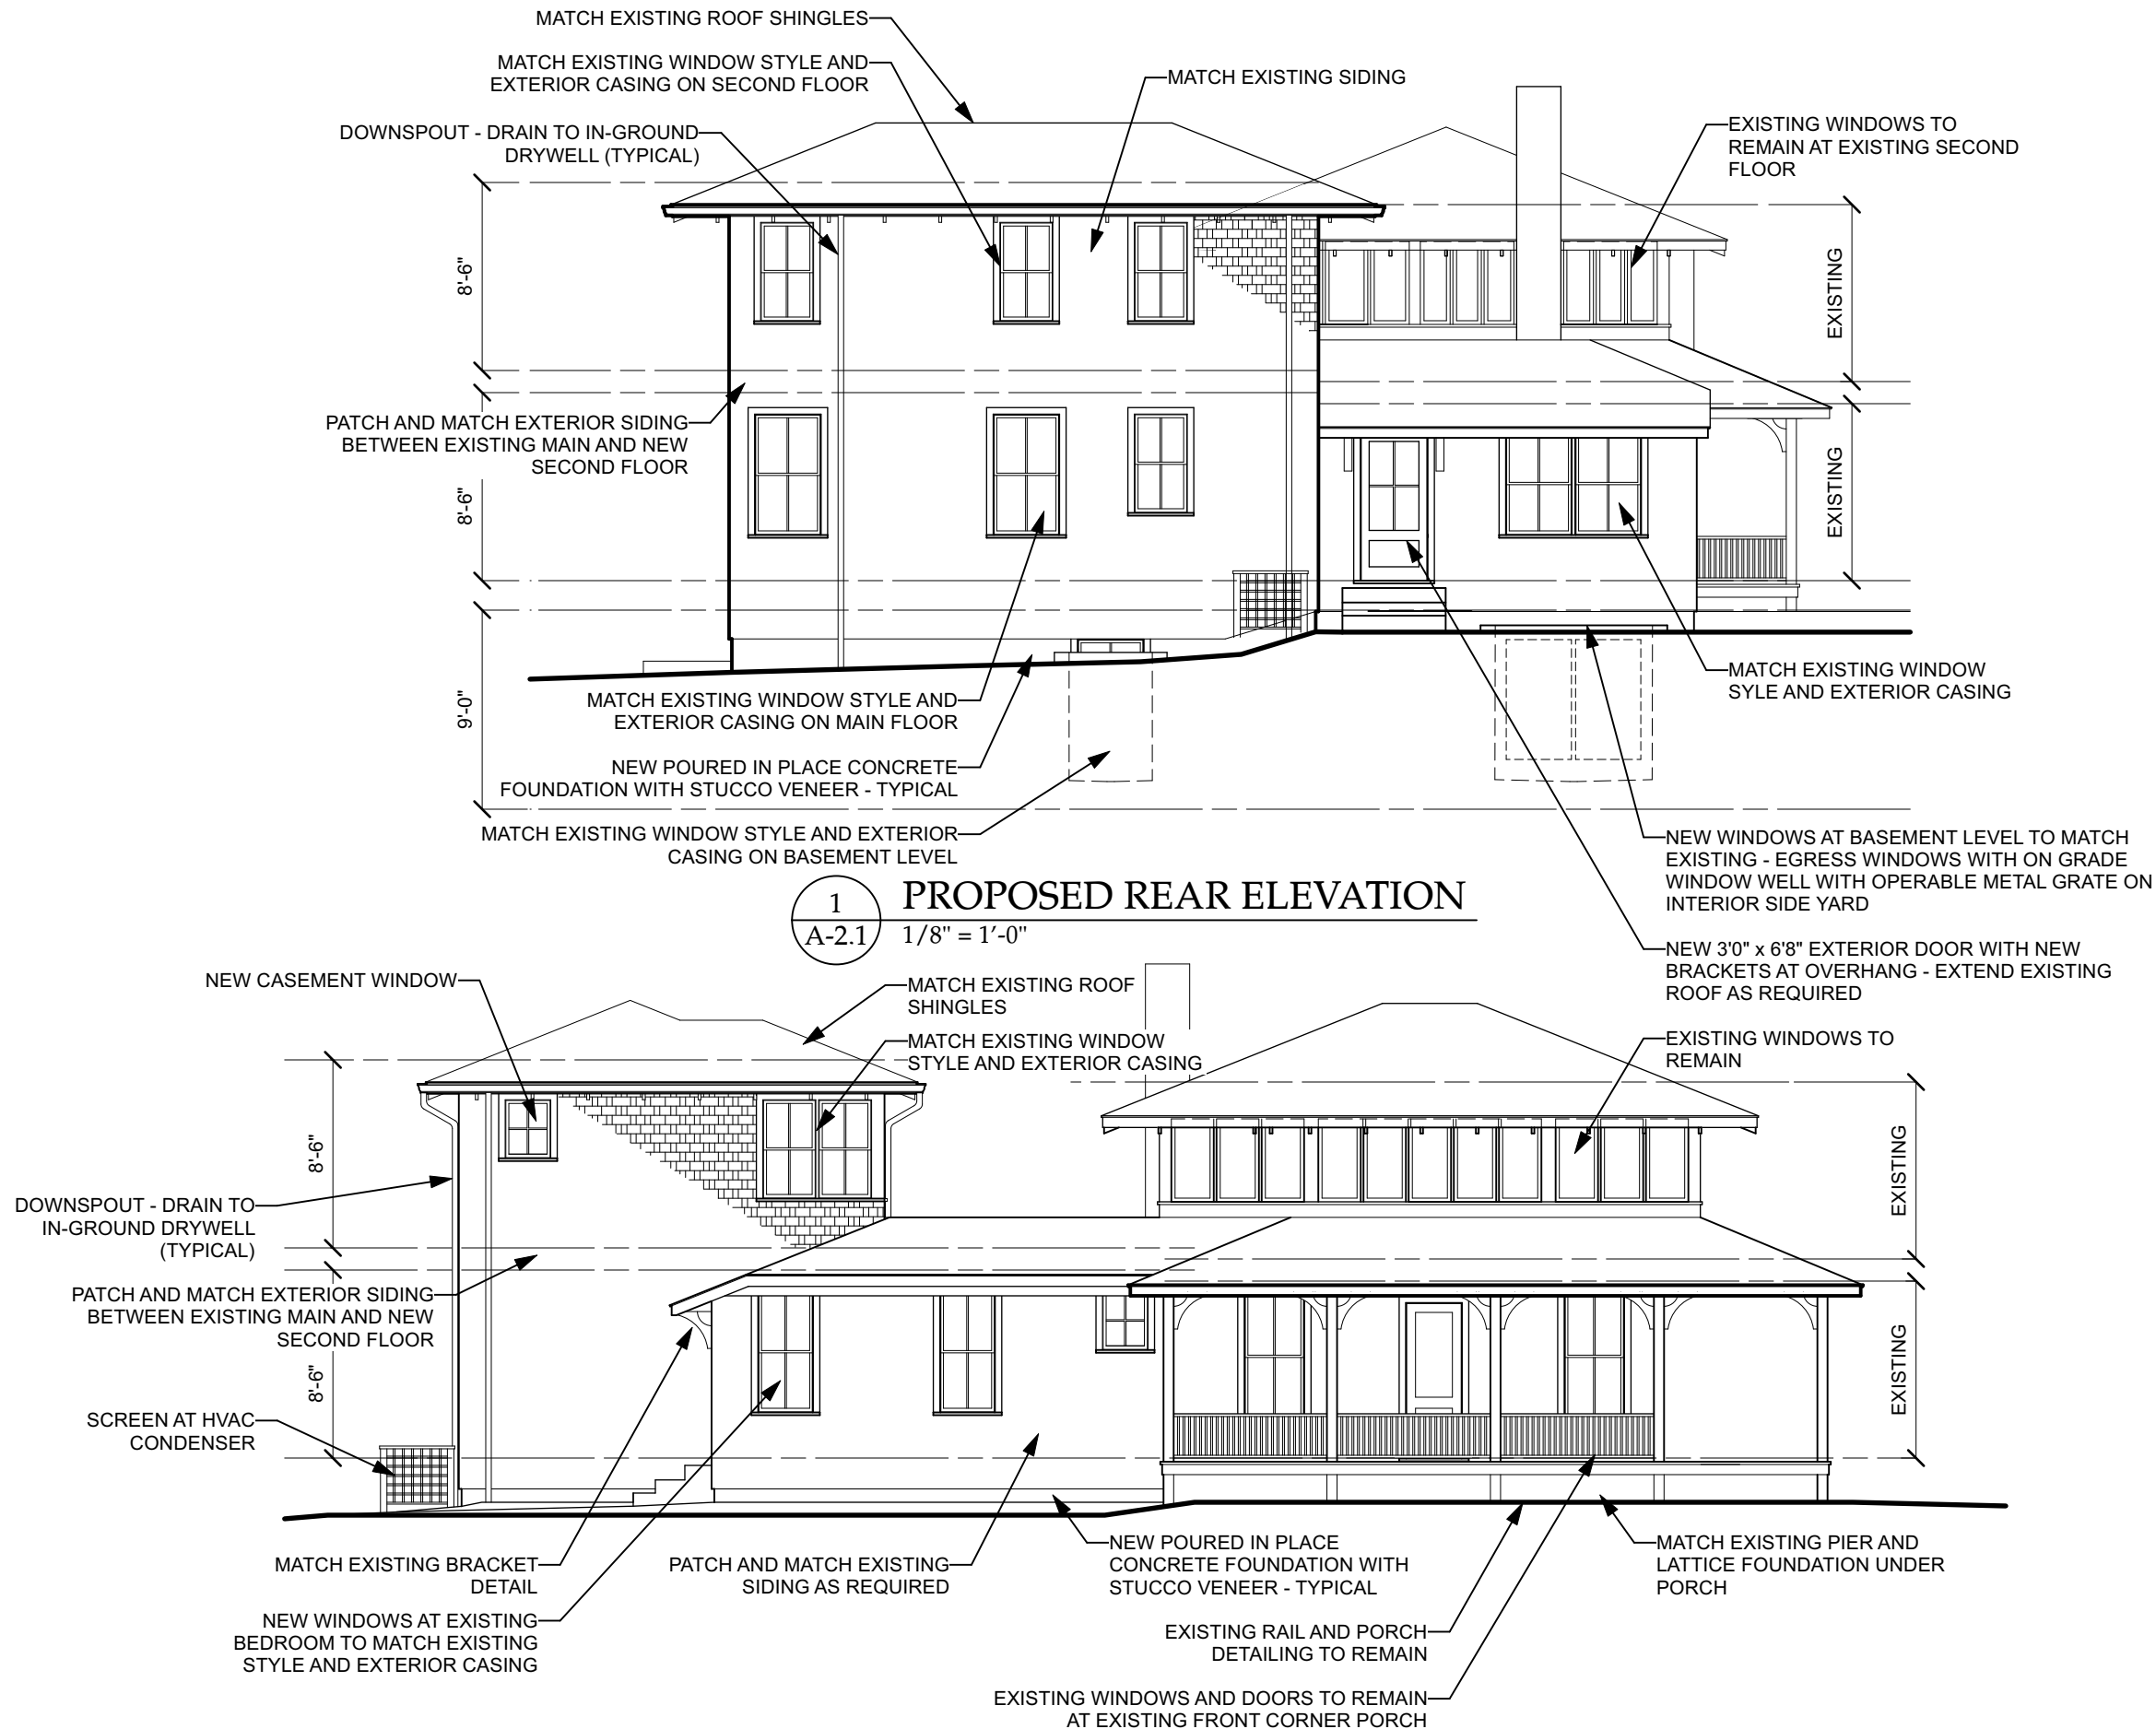 MATCH EXISTING ROOF SHINGLES
MATCH EXISTING WINDOW STYLE AND
EXTERIOR CASING ON SECOND FLOOR
MATCH EXISTING SIDING
DOWNSPOUT - DRAIN TO IN-GROUND
DRYWELL (TYPICAL)
EXISTING WINDOWS TO
REMAIN AT EXISTING SECOND
FLOOR
8'-6"
EXISTING
PATCH AND MATCH EXTERIOR SIDING
BETWEEN EXISTING MAIN AND NEW
SECOND FLOOR
8'-6"
EXISTING
9'-0"
MATCH EXISTING WINDOW
SYLE AND EXTERIOR CASING
MATCH EXISTING WINDOW STYLE AND
EXTERIOR CASING ON MAIN FLOOR
NEW POURED IN PLACE CONCRETE
FOUNDATION WITH STUCCO VENEER - TYPICAL
MATCH EXISTING WINDOW STYLE AND EXTERIOR
CASING ON BASEMENT LEVEL
NEW WINDOWS AT BASEMENT LEVEL TO MATCH
EXISTING - EGRESS WINDOWS WITH ON GRADE
WINDOW WELL WITH OPERABLE METAL GRATE ON
INTERIOR SIDE YARD
1
A-2.1
PROPOSED REAR ELEVATION
1/8" = 1'-0"
NEW 3'0" x 6'8" EXTERIOR DOOR WITH NEW
BRACKETS AT OVERHANG - EXTEND EXISTING
ROOF AS REQUIRED
NEW CASEMENT WINDOW
MATCH EXISTING ROOF
SHINGLES
MATCH EXISTING WINDOW
STYLE AND EXTERIOR CASING
EXISTING WINDOWS TO
REMAIN
8'-6"
EXISTING
DOWNSPOUT - DRAIN TO
IN-GROUND DRYWELL
(TYPICAL)
PATCH AND MATCH EXTERIOR SIDING
BETWEEN EXISTING MAIN AND NEW
SECOND FLOOR
8'-6"
EXISTING
SCREEN AT HVAC
CONDENSER
MATCH EXISTING BRACKET
DETAIL
PATCH AND MATCH EXISTING
SIDING AS REQUIRED
NEW POURED IN PLACE
CONCRETE FOUNDATION WITH
STUCCO VENEER - TYPICAL
MATCH EXISTING PIER AND
LATTICE FOUNDATION UNDER
PORCH
NEW WINDOWS AT EXISTING
BEDROOM TO MATCH EXISTING
STYLE AND EXTERIOR CASING
EXISTING RAIL AND PORCH
DETAILING TO REMAIN
EXISTING WINDOWS AND DOORS TO REMAIN
AT EXISTING FRONT CORNER PORCH